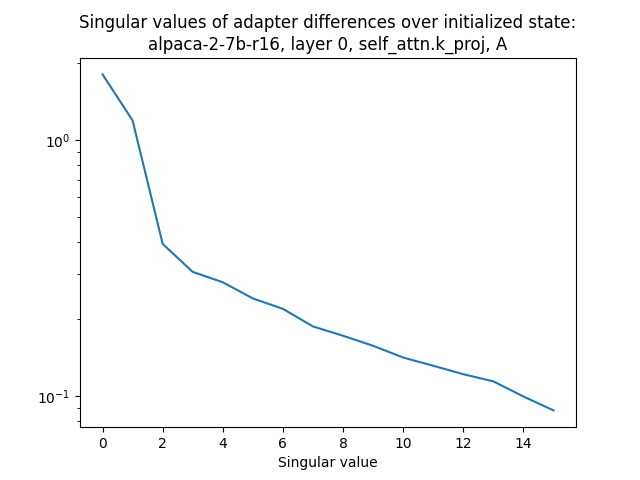 Singular values of adapter differences over initialized state:
alpaca-2-7b-r16, layer 0, self_attn.k_proj, A
10⁰
10⁻¹
0 2 4 6 8 10 12 14
Singular value